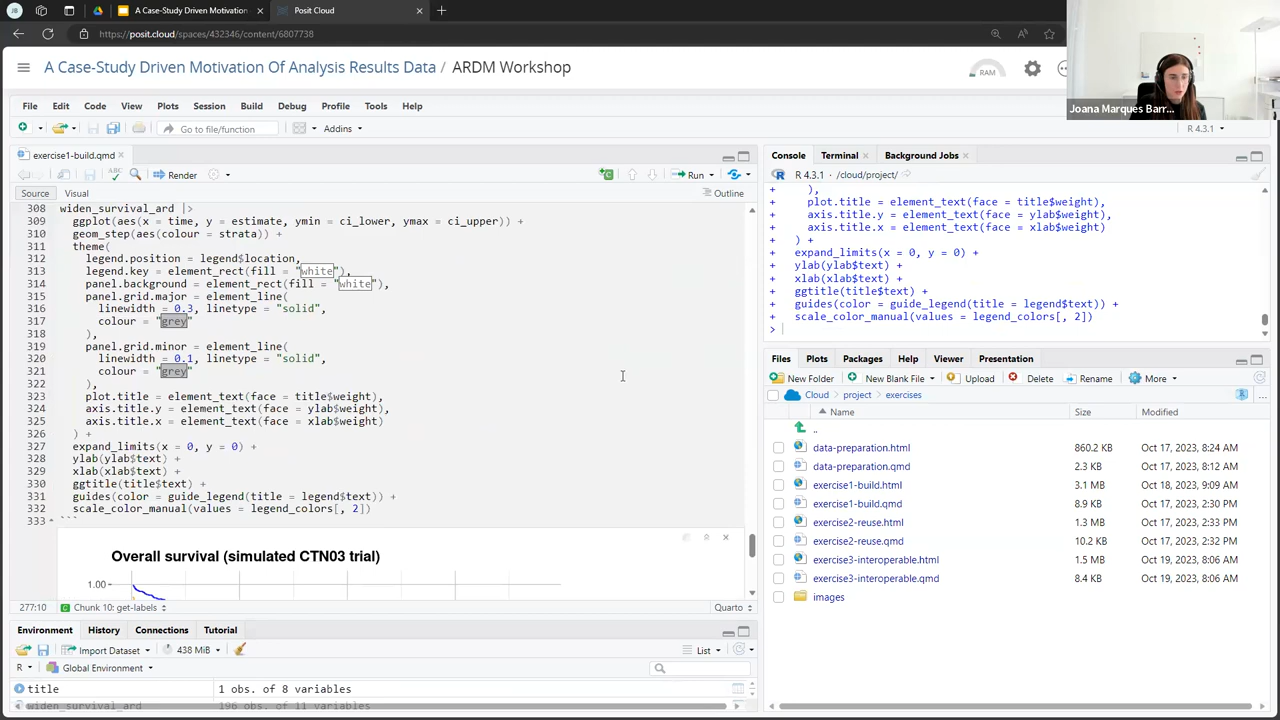 JB
A Case-Study Driven Motivation
Posit Cloud
https://posit.cloud/spaces/432346/content/6807738
A Case-Study Driven Motivation Of Analysis Results Data / ARDM Workshop
RAM
Joana Marques Barr...
File Edit Code View Plots Session Build Debug Profile Tools Help
Go to file/function
Addins
R 4.3.1
exercise1-build.qmd
Render
Run
Source Visual
Outline
308 widen_survival_ard |>
309 ggplot(aes(x = time, y = estimate, ymin = ci_lower, ymax = ci_upper)) +
310 geom_step(aes(colour = strata)) +
311 theme(
312 legend.position = legend$location,
313 legend.key = element_rect(fill = "white"),
314 panel.background = element_rect(fill = "white"),
315 panel.grid.major = element_line(
316 linewidth = 0.3, linetype = "solid",
317 colour = "grey"
318 ),
319 panel.grid.minor = element_line(
320 linewidth = 0.1, linetype = "solid",
321 colour = "grey"
322 ),
323 plot.title = element_text(face = title$weight),
324 axis.title.y = element_text(face = ylab$weight),
325 axis.title.x = element_text(face = xlab$weight)
326 ) +
327 expand_limits(x = 0, y = 0) +
328 ylab(ylab$text) +
329 xlab(xlab$text) +
330 ggtitle(title$text) +
331 guides(color = guide_legend(title = legend$text)) +
332 scale_color_manual(values = legend_colors[, 2])
333 ```
Overall survival (simulated CTN03 trial)
1.00
277:10 Chunk 10: get-labels Quarto
Environment History Connections Tutorial
Import Dataset 438 MiB List
R Global Environment
title 1 obs. of 8 variables
widen_survival_ard 196 obs. of 11 variables
Console Terminal Background Jobs
R 4.3.1 · /cloud/project/
+ ),
+ plot.title = element_text(face = title$weight),
+ axis.title.y = element_text(face = ylab$weight),
+ axis.title.x = element_text(face = xlab$weight)
+ ) +
+ expand_limits(x = 0, y = 0) +
+ ylab(ylab$text) +
+ xlab(xlab$text) +
+ ggtitle(title$text) +
+ guides(color = guide_legend(title = legend$text)) +
+ scale_color_manual(values = legend_colors[, 2])
>
Files Plots Packages Help Viewer Presentation
New Folder New Blank File Upload Delete Rename More
Cloud project exercises
Name Size Modified
..
data-preparation.html 860.2 KB Oct 17, 2023, 8:24 AM
data-preparation.qmd 2.3 KB Oct 17, 2023, 8:12 AM
exercise1-build.html 3.1 MB Oct 18, 2023, 9:09 AM
exercise1-build.qmd 8.9 KB Oct 17, 2023, 2:30 PM
exercise2-reuse.html 1.3 MB Oct 17, 2023, 2:33 PM
exercise2-reuse.qmd 10.2 KB Oct 17, 2023, 2:32 PM
exercise3-interoperable.html 1.5 MB Oct 19, 2023, 8:06 AM
exercise3-interoperable.qmd 8.4 KB Oct 19, 2023, 8:06 AM
images